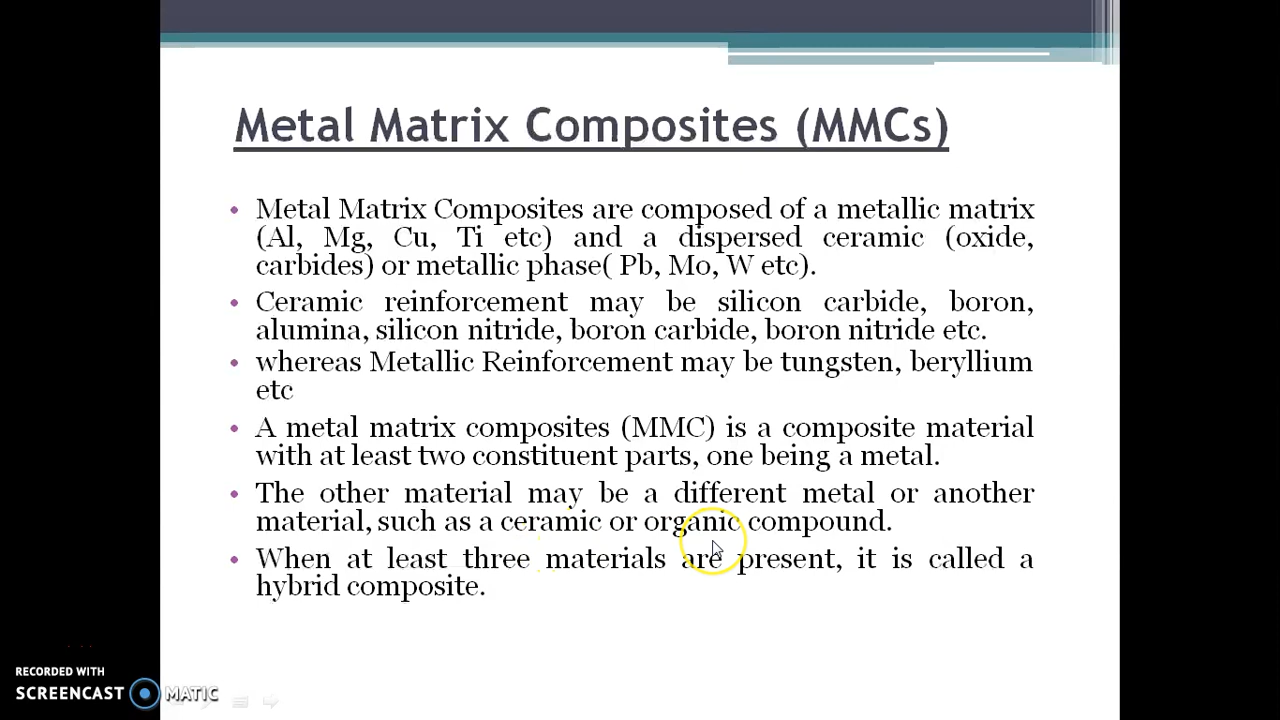 Metal Matrix Composites (MMCs)
• Metal Matrix Composites are composed of a metallic matrix
(Al, Mg, Cu, Ti etc) and a dispersed ceramic (oxide,
carbides) or metallic phase( Pb, Mo, W etc).
• Ceramic reinforcement may be silicon carbide, boron,
alumina, silicon nitride, boron carbide, boron nitride etc.
• whereas Metallic Reinforcement may be tungsten, beryllium
etc
• A metal matrix composites (MMC) is a composite material
with at least two constituent parts, one being a metal.
• The other material may be a different metal or another
material, such as a ceramic or organic compound.
• When at least three materials are present, it is called a
hybrid composite.
RECORDED WITH
SCREENCAST MATIC